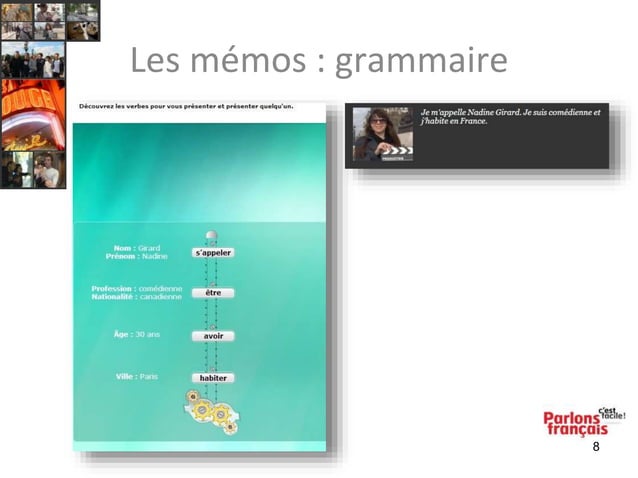 Les mémos : grammaire
Découvrez les verbes pour vous présenter et présenter quelqu'un.
Je m'appelle Nadine Girard. Je suis comédienne et
j'habite en France.
PRODUCTION
Nom : Girard
Prénom : Nadine
s'appeler
Profession : comédienne
Nationalité : canadienne
être
Âge : 30 ans
avoir
Ville : Paris
habiter
Parlons
français
c'est
facile!
8
OUGE